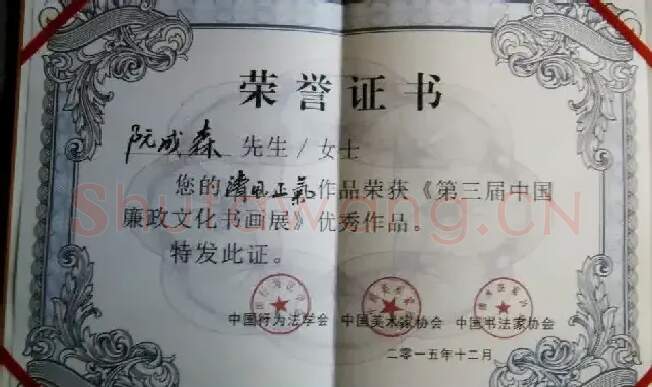 荣誉证书
阮成森 先生/女士
您的清风正氣作品荣获《第三届中国
廉政文化书画展》优秀作品。
特发此证。
中国行为法学会 中国美术家协会 中国书法家协会
二零一五年十二月
Shufawang.CN